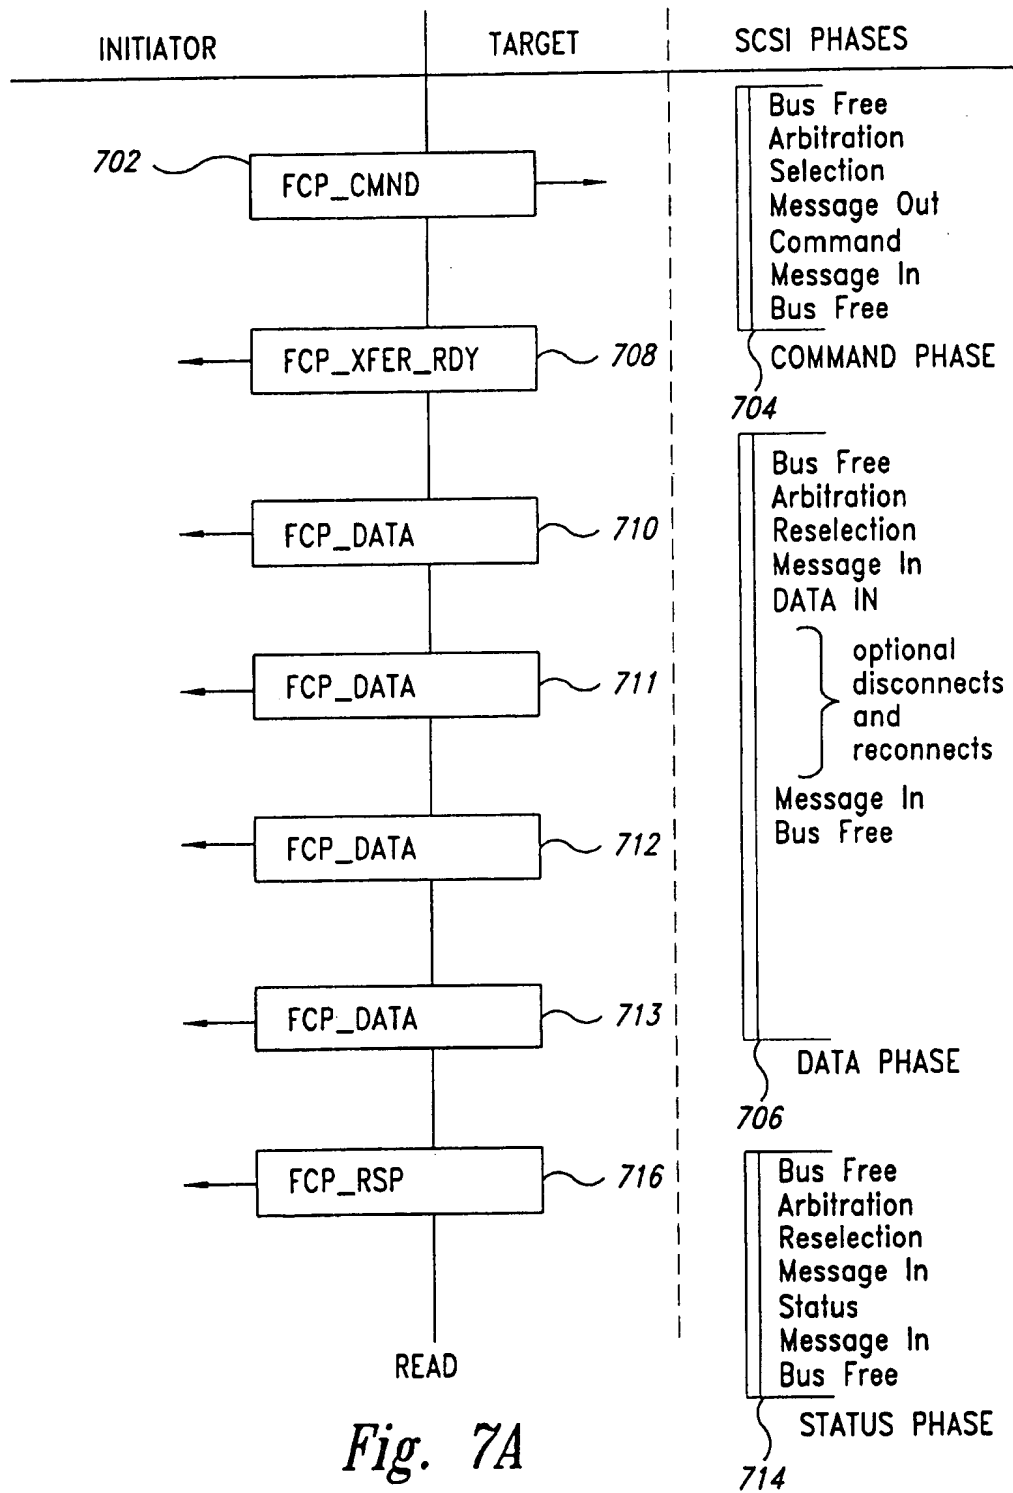 INITIATOR
TARGET
SCSI PHASES
702
FCP_CMND
Bus Free
Arbitration
Selection
Message Out
Command
Message In
Bus Free
COMMAND PHASE
704
FCP_XFER_RDY
708
FCP_DATA
710
FCP_DATA
711
FCP_DATA
712
FCP_DATA
713
Bus Free
Arbitration
Reselection
Message In
DATA IN
optional
disconnects
and
reconnects
Message In
Bus Free
DATA PHASE
706
FCP_RSP
716
Bus Free
Arbitration
Reselection
Message In
Status
Message In
Bus Free
STATUS PHASE
714
READ
Fig. 7A